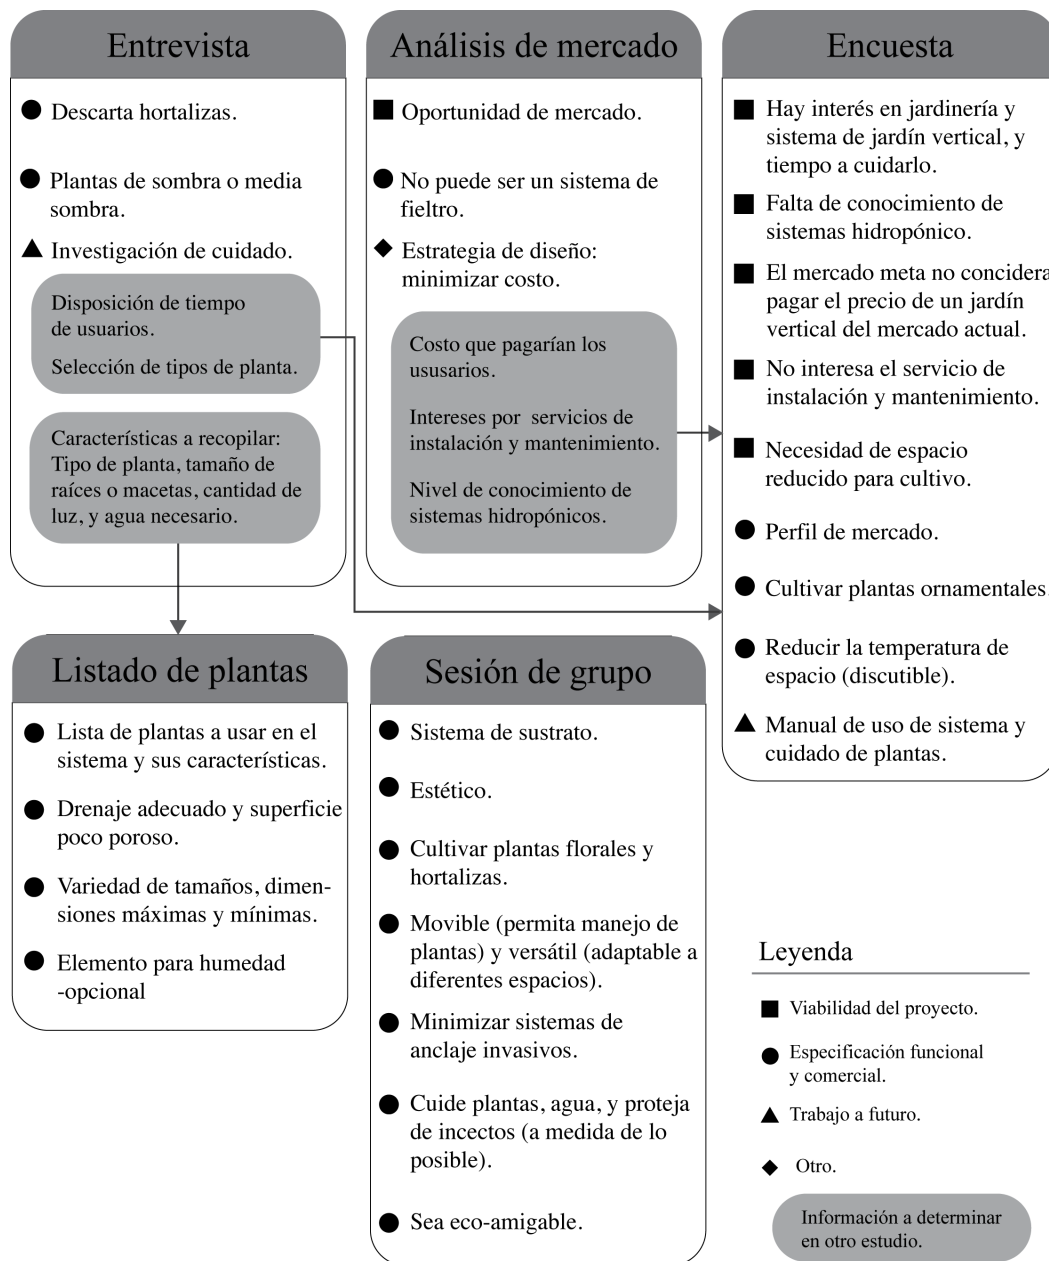 Entrevista
Descarta hortalizas.
Plantas de sombra o media
sombra.
Investigación de cuidado.
Disposición de tiempo
de usuarios.
Selección de tipos de planta.
Características a recopilar:
Tipo de planta, tamaño de
raíces o macetas, cantidad de
luz, y agua necesario.
Análisis de mercado
Oportunidad de mercado.
No puede ser un sistema de
fieltro.
Estrategia de diseño:
minimizar costo.
Costo que pagarían los
ususarios.
Intereses por servicios de
instalación y mantenimiento.
Nivel de conocimiento de
sistemas hidropónicos.
Encuesta
Hay interés en jardinería y
sistema de jardín vertical, y
tiempo a cuidarlo.
Falta de conocimiento de
sistemas hidropónico.
El mercado meta no concidera
pagar el precio de un jardín
vertical del mercado actual.
No interesa el servicio de
instalación y mantenimiento.
Necesidad de espacio
reducido para cultivo.
Perfil de mercado.
Cultivar plantas ornamentales.
Reducir la temperatura de
espacio (discutible).
Manual de uso de sistema y
cuidado de plantas.
Listado de plantas
Lista de plantas a usar en el
sistema y sus características.
Drenaje adecuado y superficie
poco poroso.
Variedad de tamaños, dimen-
siones máximas y mínimas.
Elemento para humedad
-opcional
Sesión de grupo
Sistema de sustrato.
Estético.
Cultivar plantas florales y
hortalizas.
Movible (permita manejo de
plantas) y versátil (adaptable a
diferentes espacios).
Minimizar sistemas de
anclaje invasivos.
Cuide plantas, agua, y proteja
de incectos (a medida de lo
posible).
Sea eco-amigable.
Leyenda
Viabilidad del proyecto.
Especificación funcional
y comercial.
Trabajo a futuro.
Otro.
Información a determinar
en otro estudio.